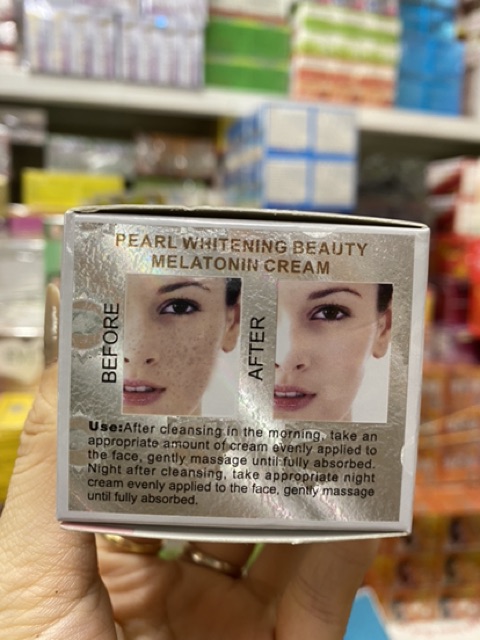 PEARL WHITENING BEAUTY
MELATONIN CREAM
BEFORE
AFTER
Use:After cleansing in the morning, take an
appropriate amount of cream evenly applied to
the face, gently massage until fully absorbed.
Night after cleansing, take appropriate night
cream evenly applied to the face, gently massage
until fully absorbed.